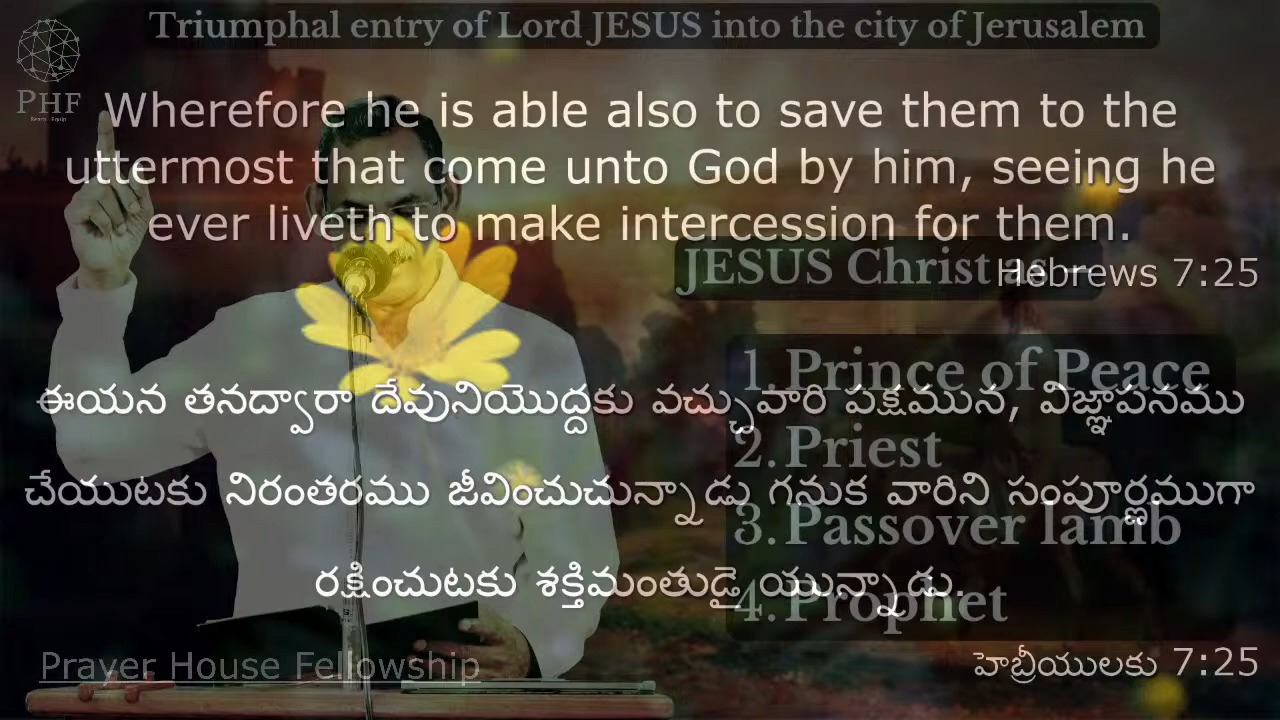 Triumphal entry of Lord JESUS into the city of Jerusalem
PHF
Wherefore he is able also to save them to the
uttermost that come unto God by him, seeing he
ever liveth to make intercession for them.
Hebrews 7:25
JESUS Christ as
1. Prince of Peace
2. Priest
3. Passover lamb
4. Prophet
ఈయన తనద్వారా దేవునియొద్దకు వచ్చువారి పక్షమున, విజ్ఞాపనము
చేయుటకు నిరంతరము జీవించుచున్నాడు గనుక వారిని సంపూర్ణముగా
రక్షించుటకు శక్తిమంతుడై యున్నాడు.
హెబ్రీయులకు 7:25
Prayer House Fellowship